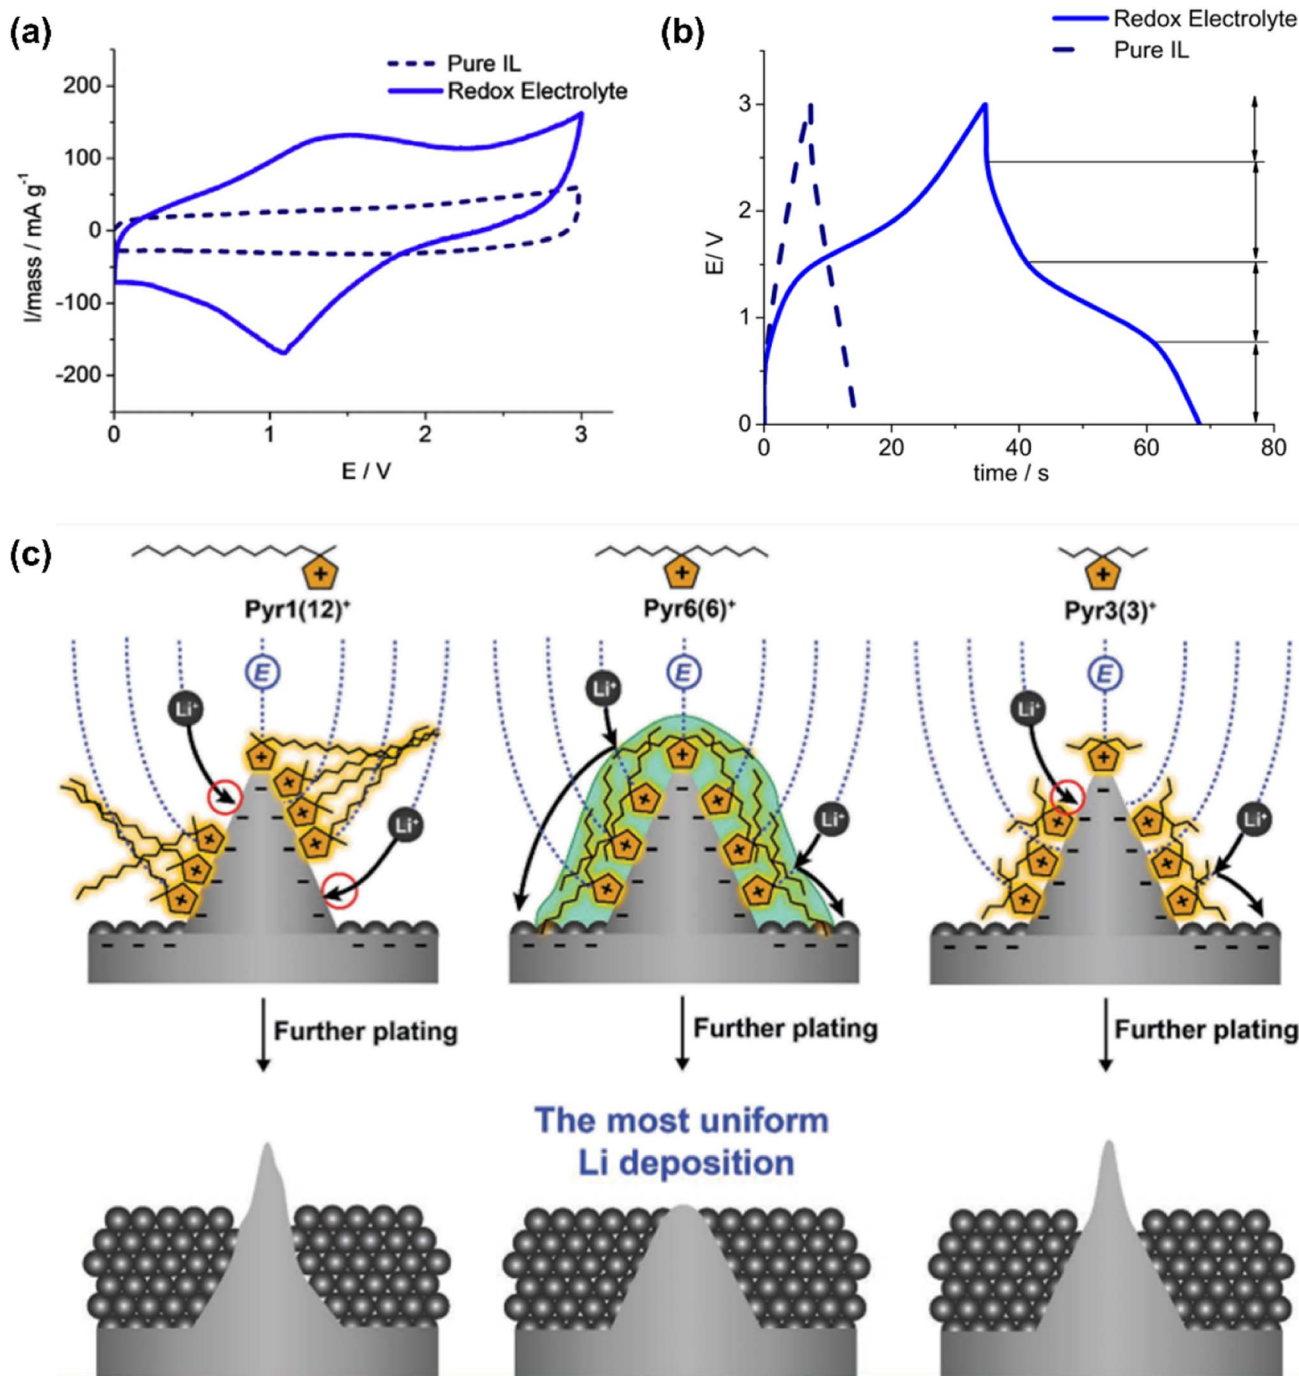 (a)
Pure IL
Redox Electrolyte
200
100
0
-100
-200
I/mass / mA g⁻¹
0
1
2
3
E / V
(b)
Redox Electrolyte
Pure IL
3
2
1
0
E/ V
0
20
40
60
80
time / s
(c)
+
+
+
Pyr1(12)⁺
Pyr6(6)⁺
Pyr3(3)⁺
E
E
E
Li⁺
Li⁺
Li⁺
Li⁺
Li⁺
Li⁺
Further plating
Further plating
Further plating
The most uniform
Li deposition